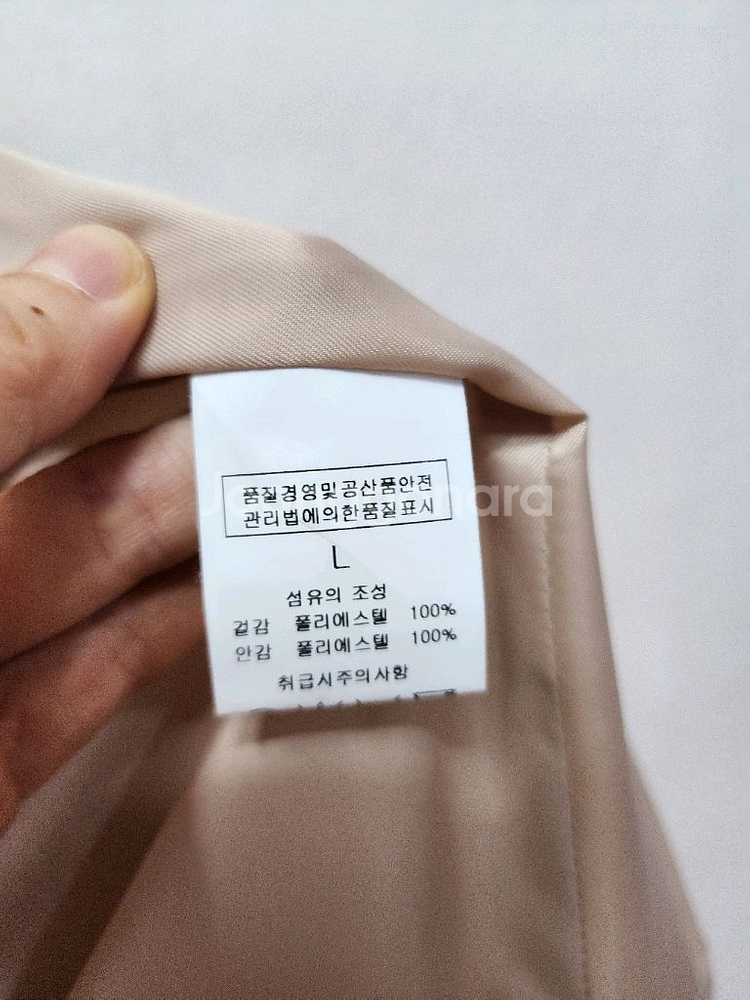 품질경영및공산품안전
관리법에의한품질표시
L
섬유의 조성
겉감 폴리에스텔 100%
안감 폴리에스텔 100%
취급시주의사항